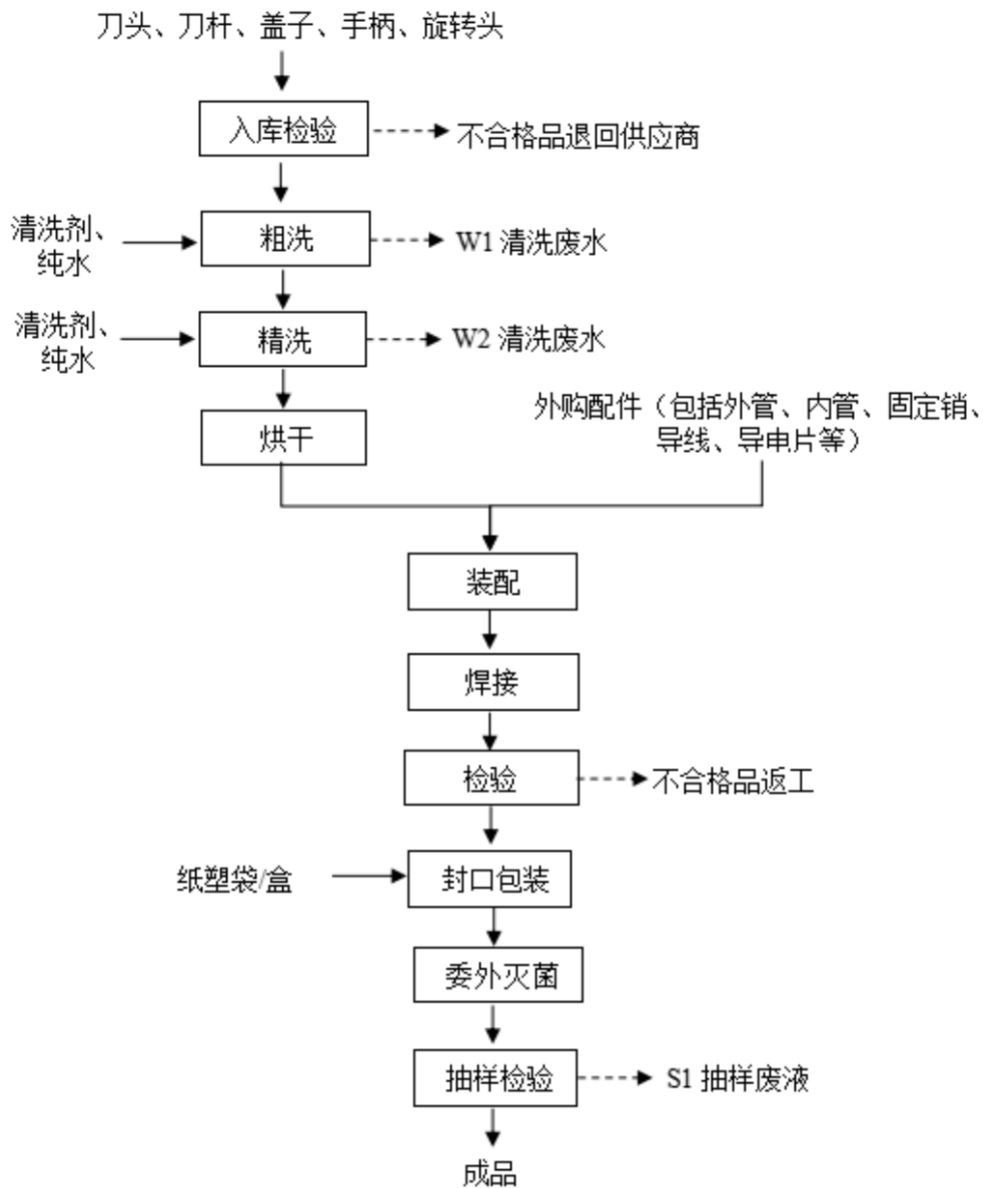 刀头、刀杆、盖子、手柄、旋转头
入库检验
不合格品退回供应商
清洗剂、
纯水
粗洗
W1 清洗废水
清洗剂、
纯水
精洗
W2 清洗废水
烘干
外购配件（包括外管、内管、固定销、
导线、导电片等）
装配
焊接
检验
不合格品返工
纸塑袋/盒
封口包装
委外灭菌
抽样检验
S1 抽样废液
成品